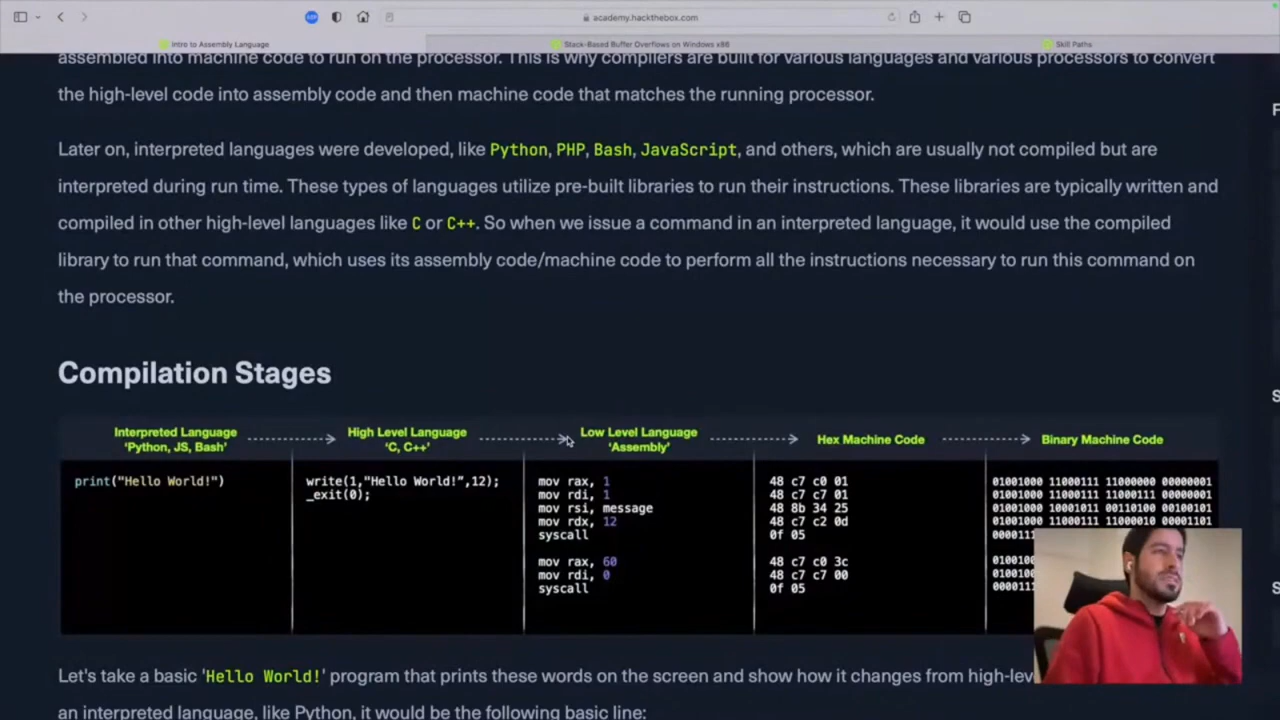 academy.hackthebox.com
Intro to Assembly Language
Stack-Based Buffer Overflows on Windows x86
Skill Paths
assembled into machine code to run on the processor. This is why compilers are built for various languages and various processors to convert
the high-level code into assembly code and then machine code that matches the running processor.
Later on, interpreted languages were developed, like Python, PHP, Bash, JavaScript, and others, which are usually not compiled but are
interpreted during run time. These types of languages utilize pre-built libraries to run their instructions. These libraries are typically written and
compiled in other high-level languages like C or C++. So when we issue a command in an interpreted language, it would use the compiled
library to run that command, which uses its assembly code/machine code to perform all the instructions necessary to run this command on
the processor.
Compilation Stages
Interpreted Language
'Python, JS, Bash'
High Level Language
'C, C++'
Low Level Language
'Assembly'
Hex Machine Code
Binary Machine Code
print("Hello World!")
write(1,"Hello World!",12);
_exit(0);
mov rax, 1
mov rdi, 1
mov rsi, message
mov rdx, 12
syscall
mov rax, 60
mov rdi, 0
syscall
48 c7 c0 01
48 c7 c7 01
48 8b 34 25
48 c7 c2 0d
0f 05
48 c7 c0 3c
48 c7 c7 00
0f 05
01001000 11000111 11000000 00000001
01001000 11000111 11000111 00000001
01001000 10001011 00110100 00100101
01001000 11000111 11000010 00001101
Let's take a basic 'Hello World!' program that prints these words on the screen and show how it changes from high-lev
an interpreted language, like Python, it would be the following basic line: